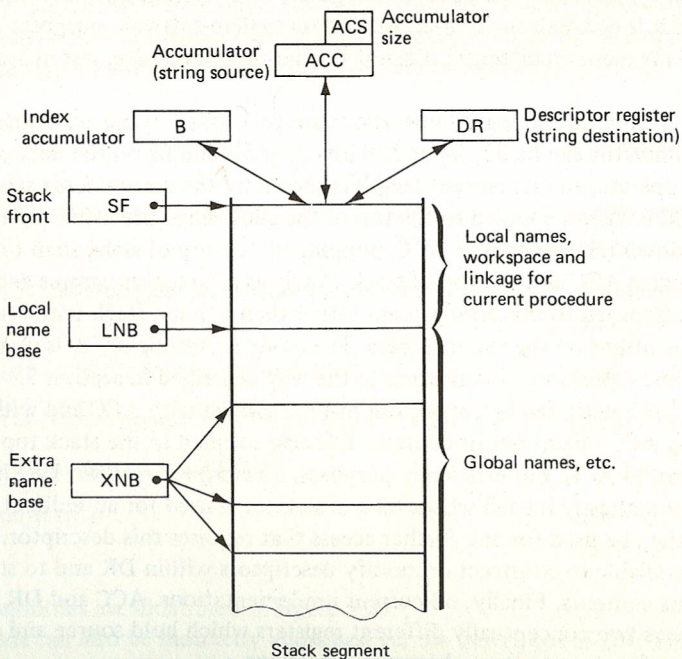 ACS
Accumulator
size
Accumulator
(string source)
ACC
Index
accumulator
B
DR
Descriptor register
(string destination)
Stack
front
SF
Local names,
workspace and
linkage for
current procedure
Local
name
base
LNB
Extra
name
base
XNB
Global names, etc.
Stack segment